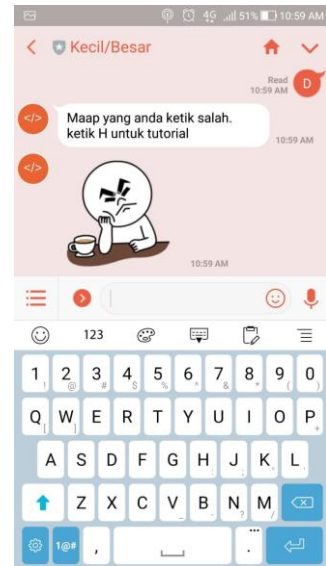 4G 51% 10:59 AM
Kecil/Besar
Read
10:59 AM
D
</> Maap yang anda ketik salah.
ketik H untuk tutorial
10:59 AM
</>
10:59 AM
123
1 2 3 4 5 6 7 8 9 0
! @ # $ % ^ & * ( )
Q W E R T Y U I O P
A S D F G H J K L
Z X C V B N M
1@# , .